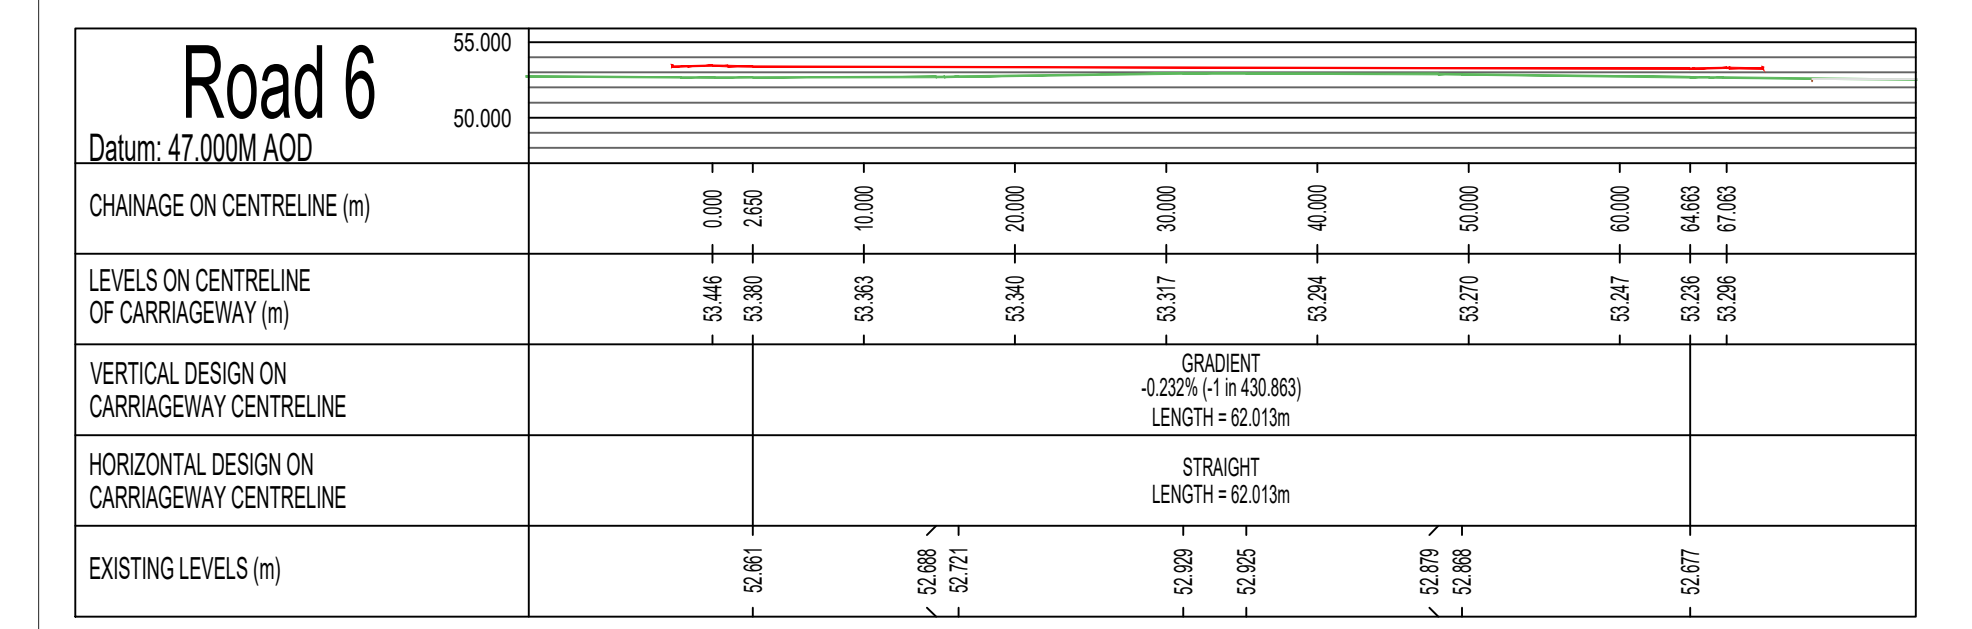 Road 6
55.000
50.000
Datum: 47.000M AOD
CHAINAGE ON CENTRELINE (m)
0.000 2.650 10.000 20.000 30.000 40.000 50.000 60.000 64.663 67.063
LEVELS ON CENTRELINE
OF CARRIAGEWAY (m)
53.446 53.380 53.363 53.340 53.317 53.294 53.270 53.247 53.236 53.296
VERTICAL DESIGN ON
CARRIAGEWAY CENTRELINE
GRADIENT
-0.232% (-1 in 430.863)
LENGTH = 62.013m
HORIZONTAL DESIGN ON
CARRIAGEWAY CENTRELINE
STRAIGHT
LENGTH = 62.013m
EXISTING LEVELS (m)
52.661 52.688 52.721 52.929 52.925 52.879 52.868 52.677